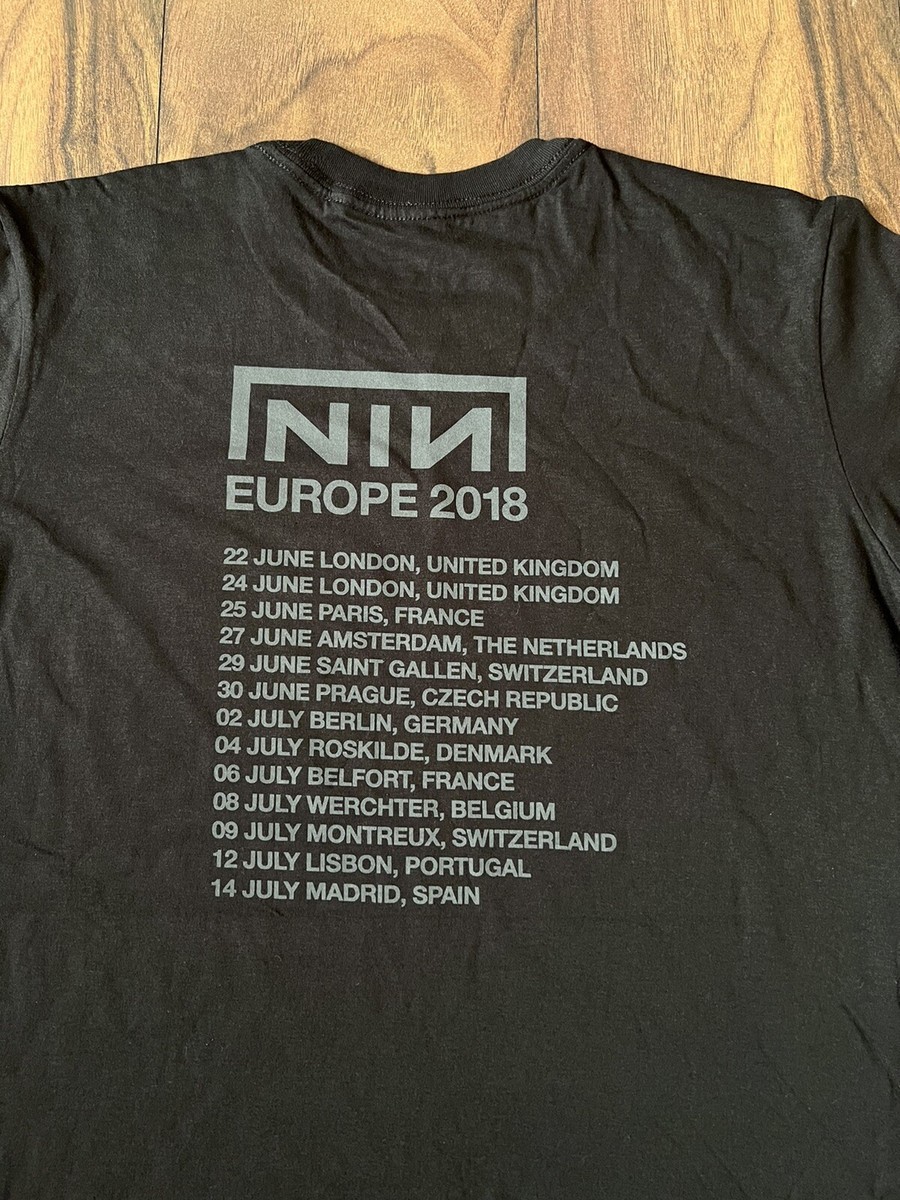 NIN
EUROPE 2018
22 JUNE LONDON, UNITED KINGDOM
24 JUNE LONDON, UNITED KINGDOM
25 JUNE PARIS, FRANCE
27 JUNE AMSTERDAM, THE NETHERLANDS
29 JUNE SAINT GALLEN, SWITZERLAND
30 JUNE PRAGUE, CZECH REPUBLIC
02 JULY BERLIN, GERMANY
04 JULY ROSKILDE, DENMARK
06 JULY BELFORT, FRANCE
08 JULY WERCHTER, BELGIUM
09 JULY MONTREUX, SWITZERLAND
12 JULY LISBON, PORTUGAL
14 JULY MADRID, SPAIN